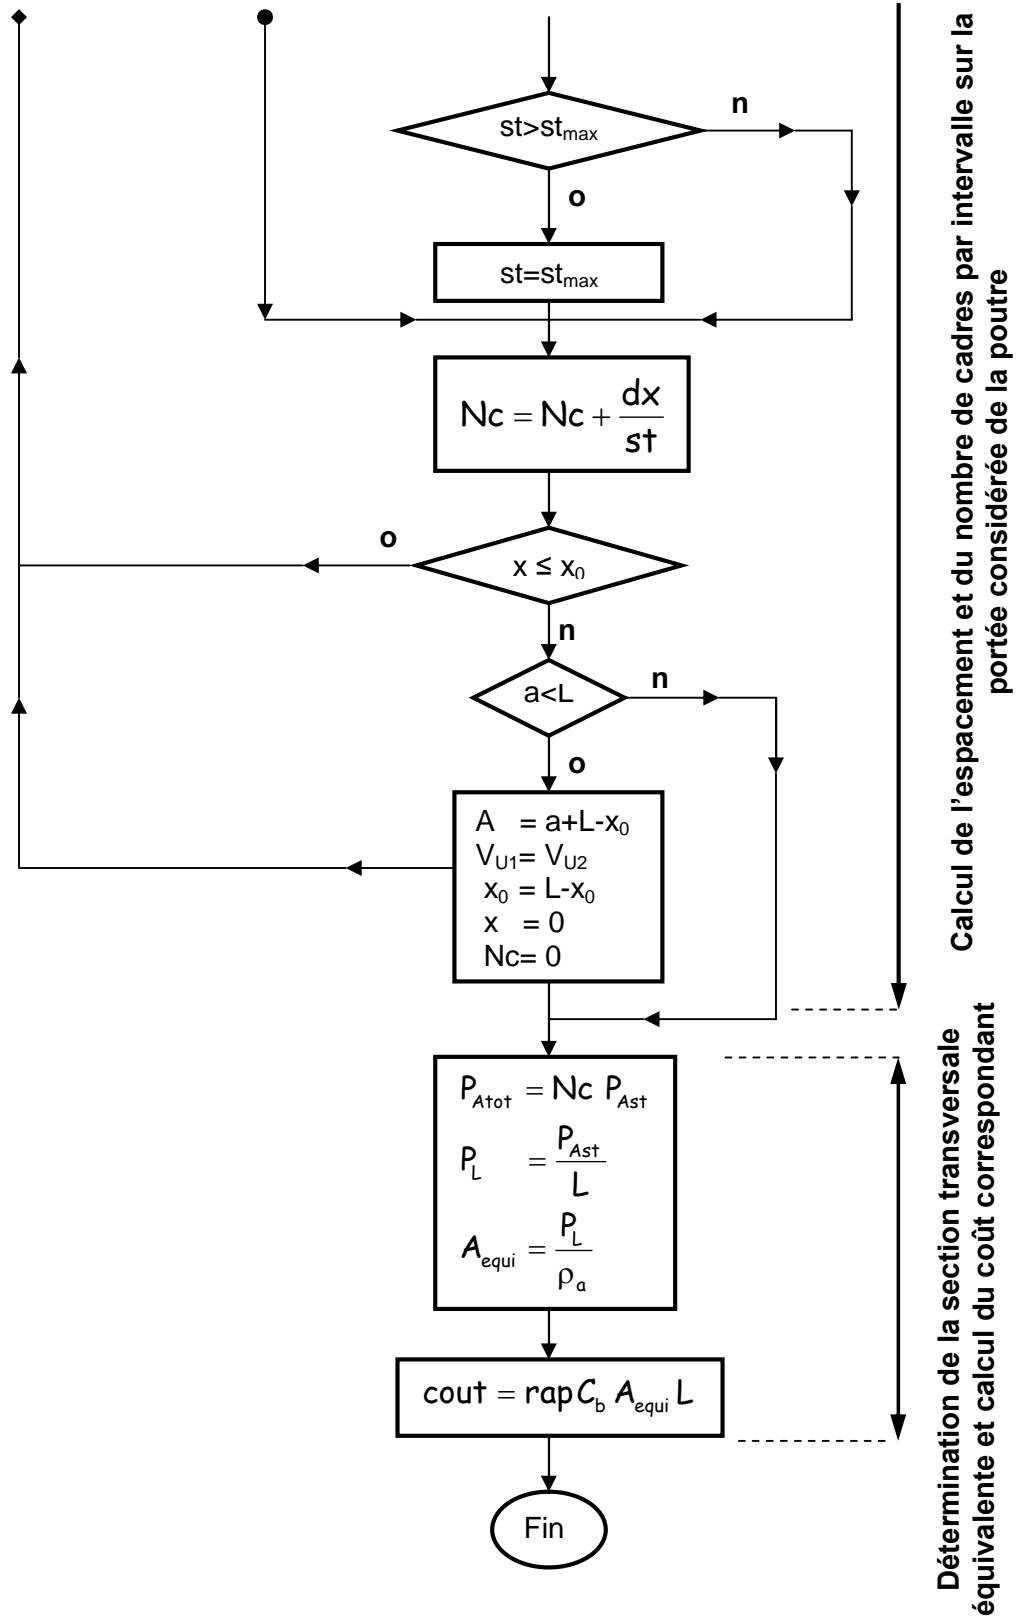 st>st_max
n
o
st=st_max
Nc = Nc + dx/st
x ≤ x_0
o
n
a<L
n
o
A = a+L-x_0
V_U1= V_U2
x_0 = L-x_0
x = 0
Nc= 0
P_Atot = Nc P_Ast
P_L = P_Ast/L
A_equi = P_L/ρ_a
cout = rap C_b A_equi L
Fin
Calcul de l'espacement et du nombre de cadres par intervalle sur la
portée considérée de la poutre
Détermination de la section transversale
équivalente et calcul du coût correspondant